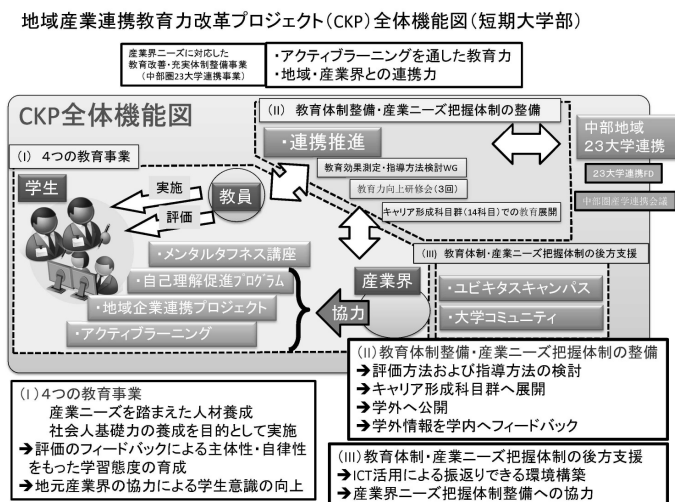 地域産業連携教育力改革プロジェクト(CKP)全体機能図(短期大学部)
産業界ニーズに対応した
教育改善・充実体制整備事業
(中部圏23大学連携事業)
・アクティブラーニングを通した教育力
・地域・産業界との連携力
CKP全体機能図
(II) 教育体制整備・産業ニーズ把握体制の整備
・連携推進
教育効果測定・指導方法検討WG
教育力向上研修会(3回)
キャリア形成科目群(14科目)での教育展開
中部地域
23大学連携
23大学連携FD
中部圏産学連携会議
(I) 4つの教育事業
学生
実施
評価
教員
・メンタルタフネス講座
・自己理解促進プログラム
・地域企業連携プロジェクト
・アクティブラーニング
協力
産業界
(III) 教育体制・産業ニーズ把握体制の後方支援
・ユビキタスキャンパス
・大学コミュニティ
(I)4つの教育事業
産業ニーズを踏まえた人材養成
社会人基礎力の養成を目的として実施
➔評価のフィードバックによる主体性・自律性
をもった学習態度の育成
➔地元産業界の協力による学生意識の向上
(II)教育体制整備・産業ニーズ把握体制の整備
➔評価方法および指導方法の検討
➔キャリア形成科目群へ展開
➔学外へ公開
➔学外情報を学内へフィードバック
(III)教育体制・産業ニーズ把握体制の後方支援
➔ICT活用による振返りできる環境構築
➔産業界ニーズ把握体制整備への協力